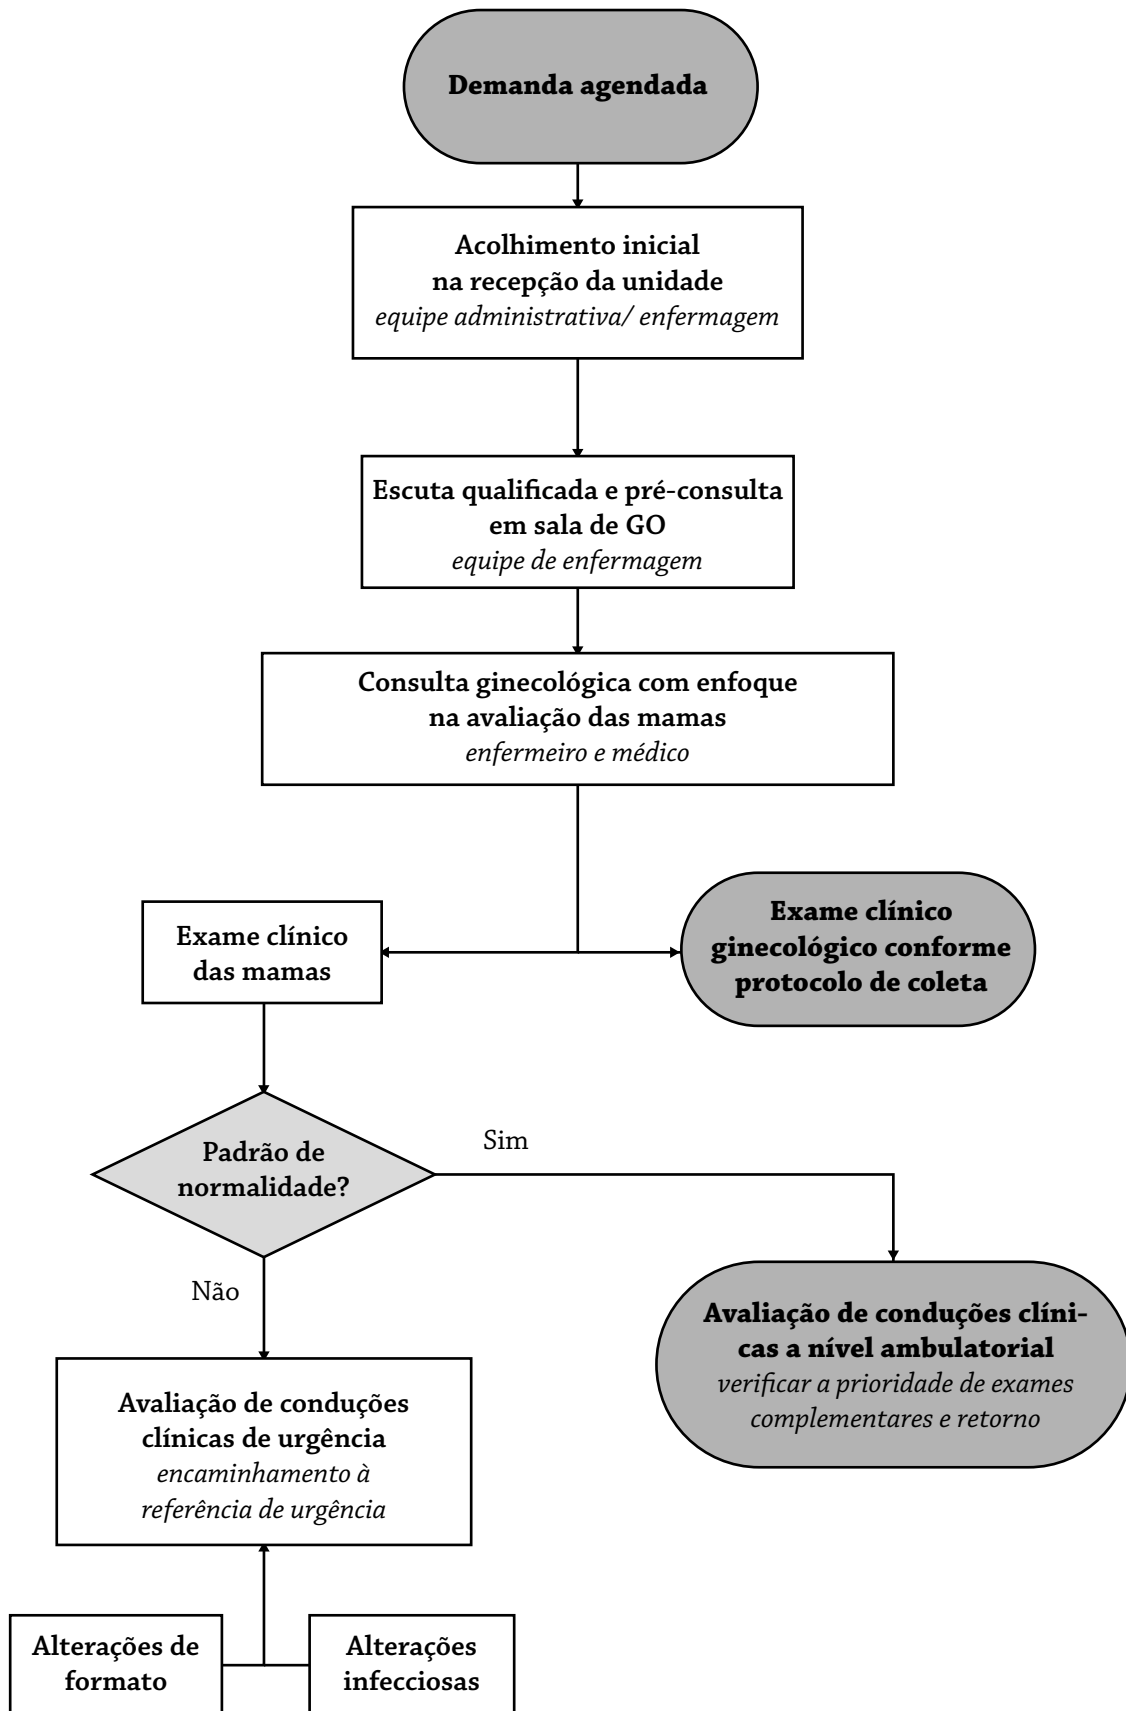 Demanda agendada
Acolhimento inicial
na recepção da unidade
equipe administrativa/ enfermagem
Escuta qualificada e pré-consulta
em sala de GO
equipe de enfermagem
Consulta ginecológica com enfoque
na avaliação das mamas
enfermeiro e médico
Exame clínico
das mamas
Exame clínico
ginecológico conforme
protocolo de coleta
Padrão de
normalidade?
Sim
Não
Avaliação de conduções clíni-
cas a nível ambulatorial
verificar a prioridade de exames
complementares e retorno
Avaliação de conduções
clínicas de urgência
encaminhamento à
referência de urgência
Alterações de
formato
Alterações
infecciosas